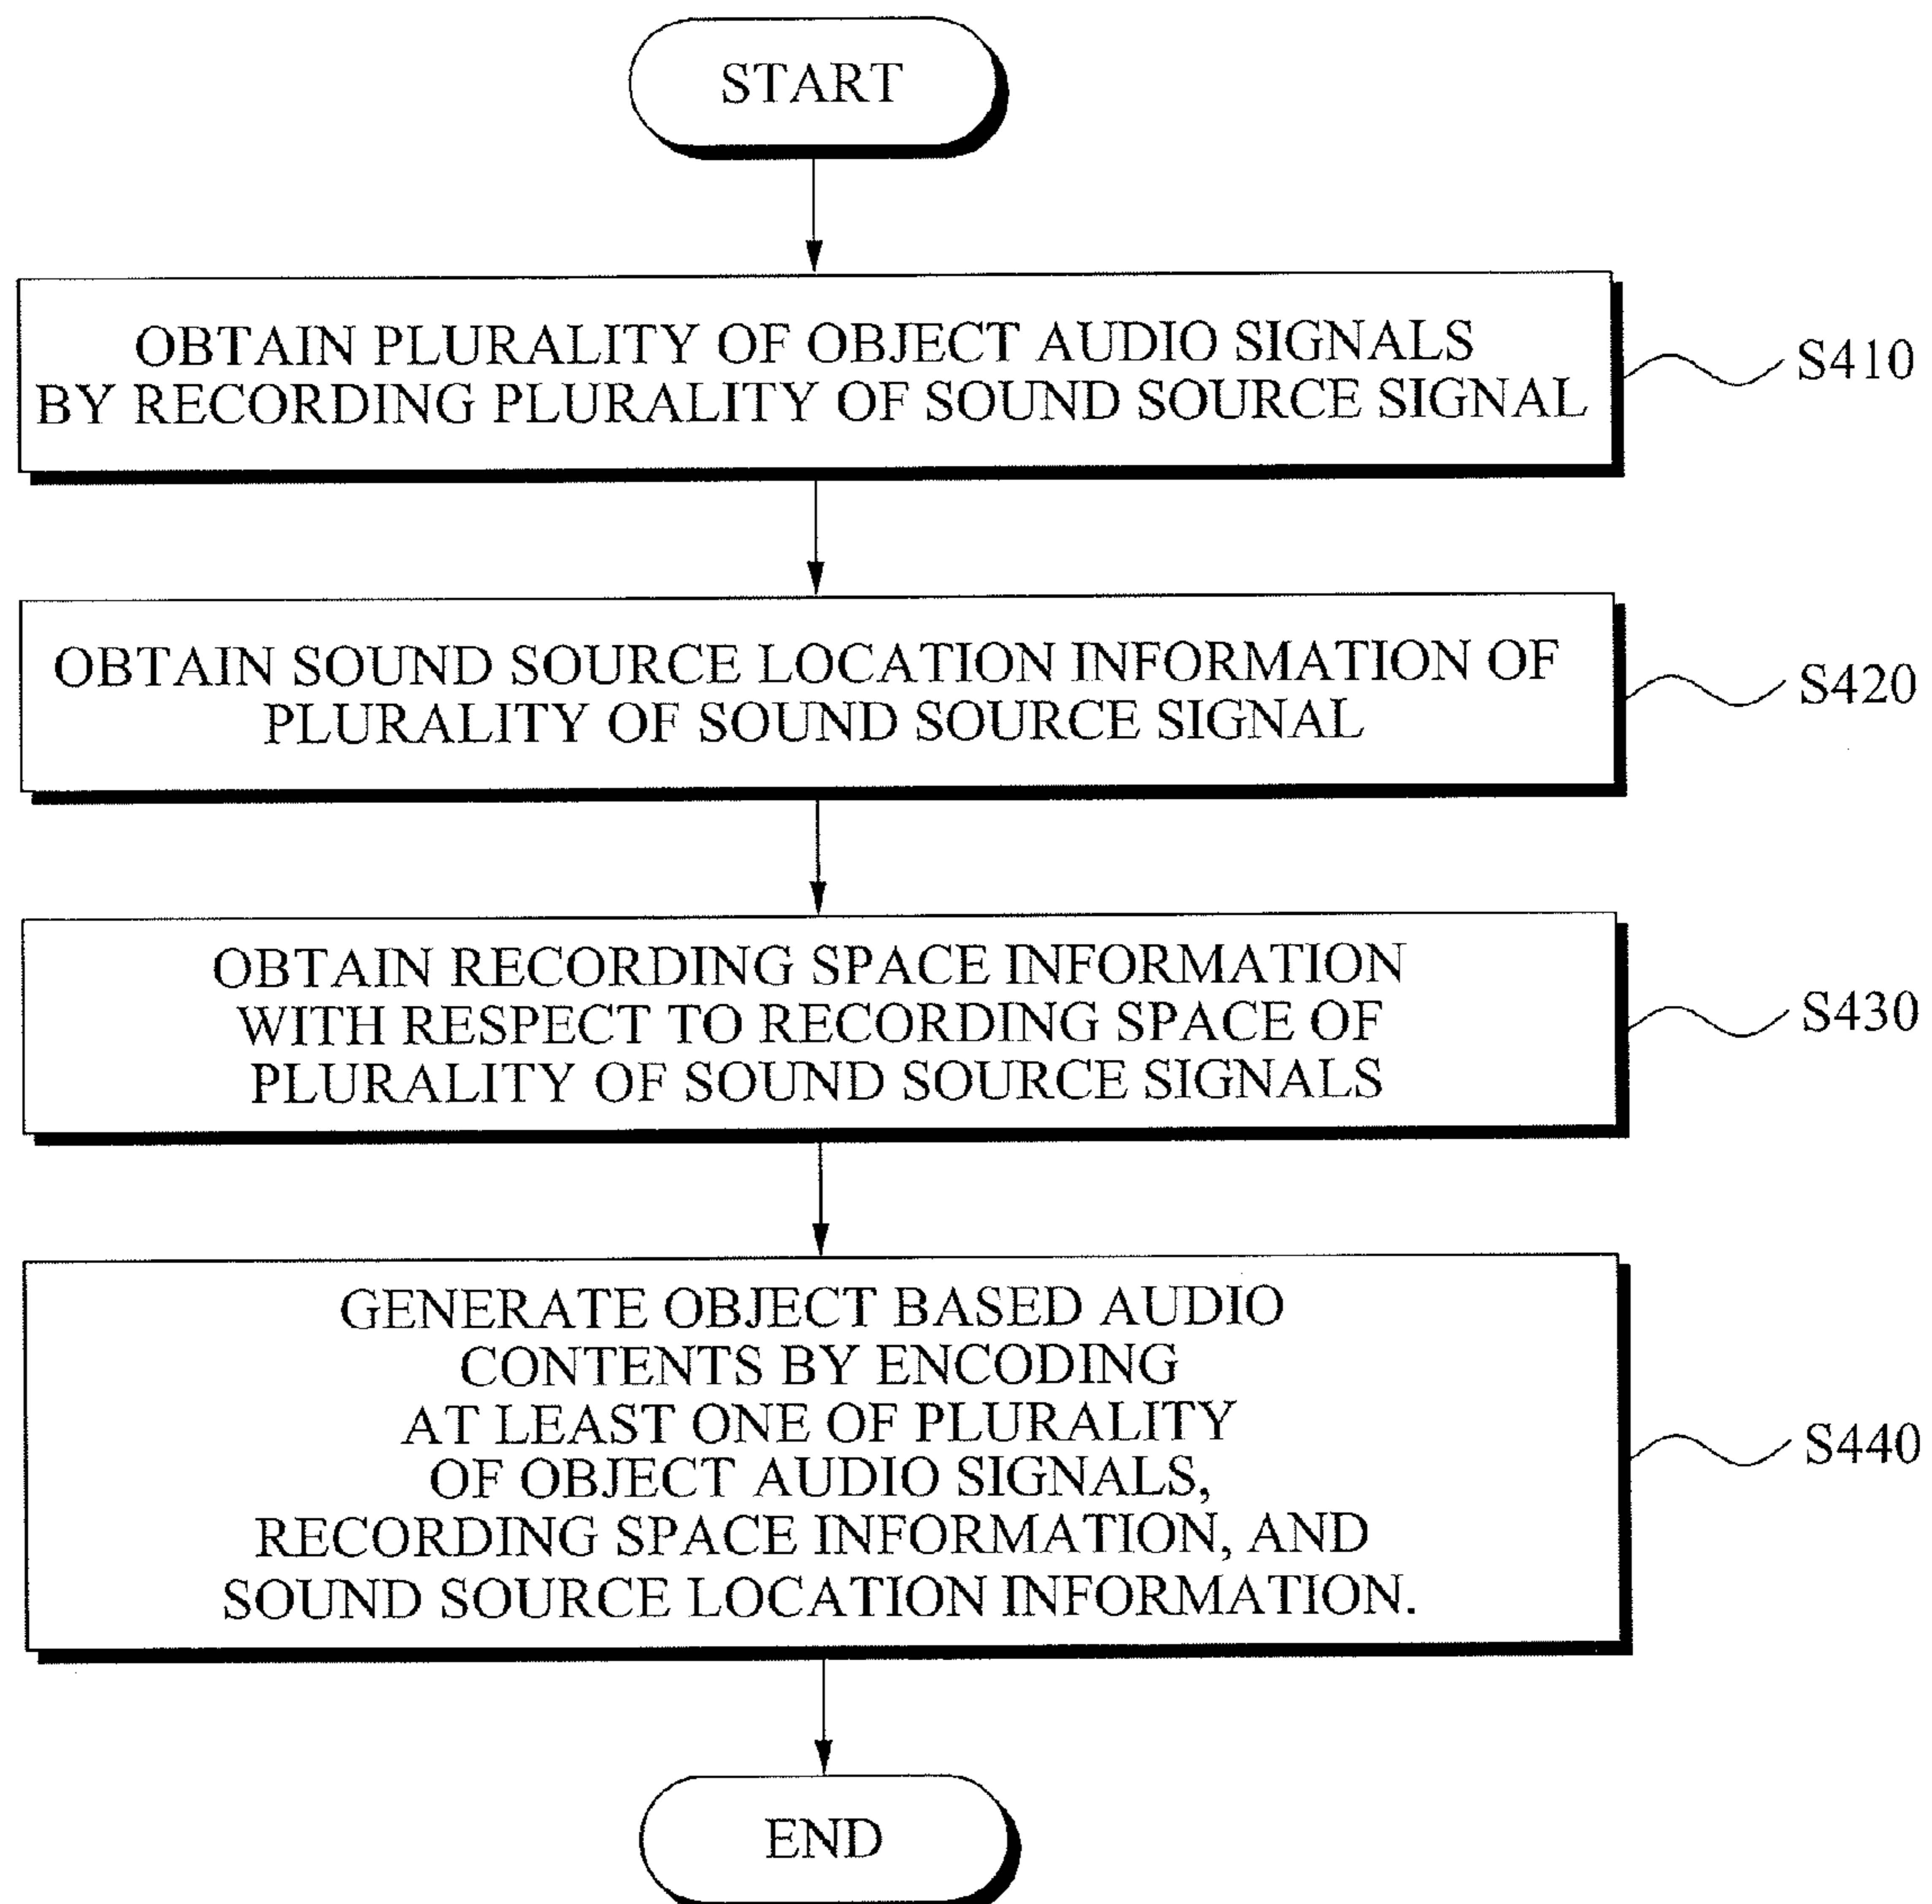 START
OBTAIN PLURALITY OF OBJECT AUDIO SIGNALS
BY RECORDING PLURALITY OF SOUND SOURCE SIGNAL
S410
OBTAIN SOUND SOURCE LOCATION INFORMATION OF
PLURALITY OF SOUND SOURCE SIGNAL
S420
OBTAIN RECORDING SPACE INFORMATION
WITH RESPECT TO RECORDING SPACE OF
PLURALITY OF SOUND SOURCE SIGNALS
S430
GENERATE OBJECT BASED AUDIO
CONTENTS BY ENCODING
AT LEAST ONE OF PLURALITY
OF OBJECT AUDIO SIGNALS,
RECORDING SPACE INFORMATION, AND
SOUND SOURCE LOCATION INFORMATION.
S440
END